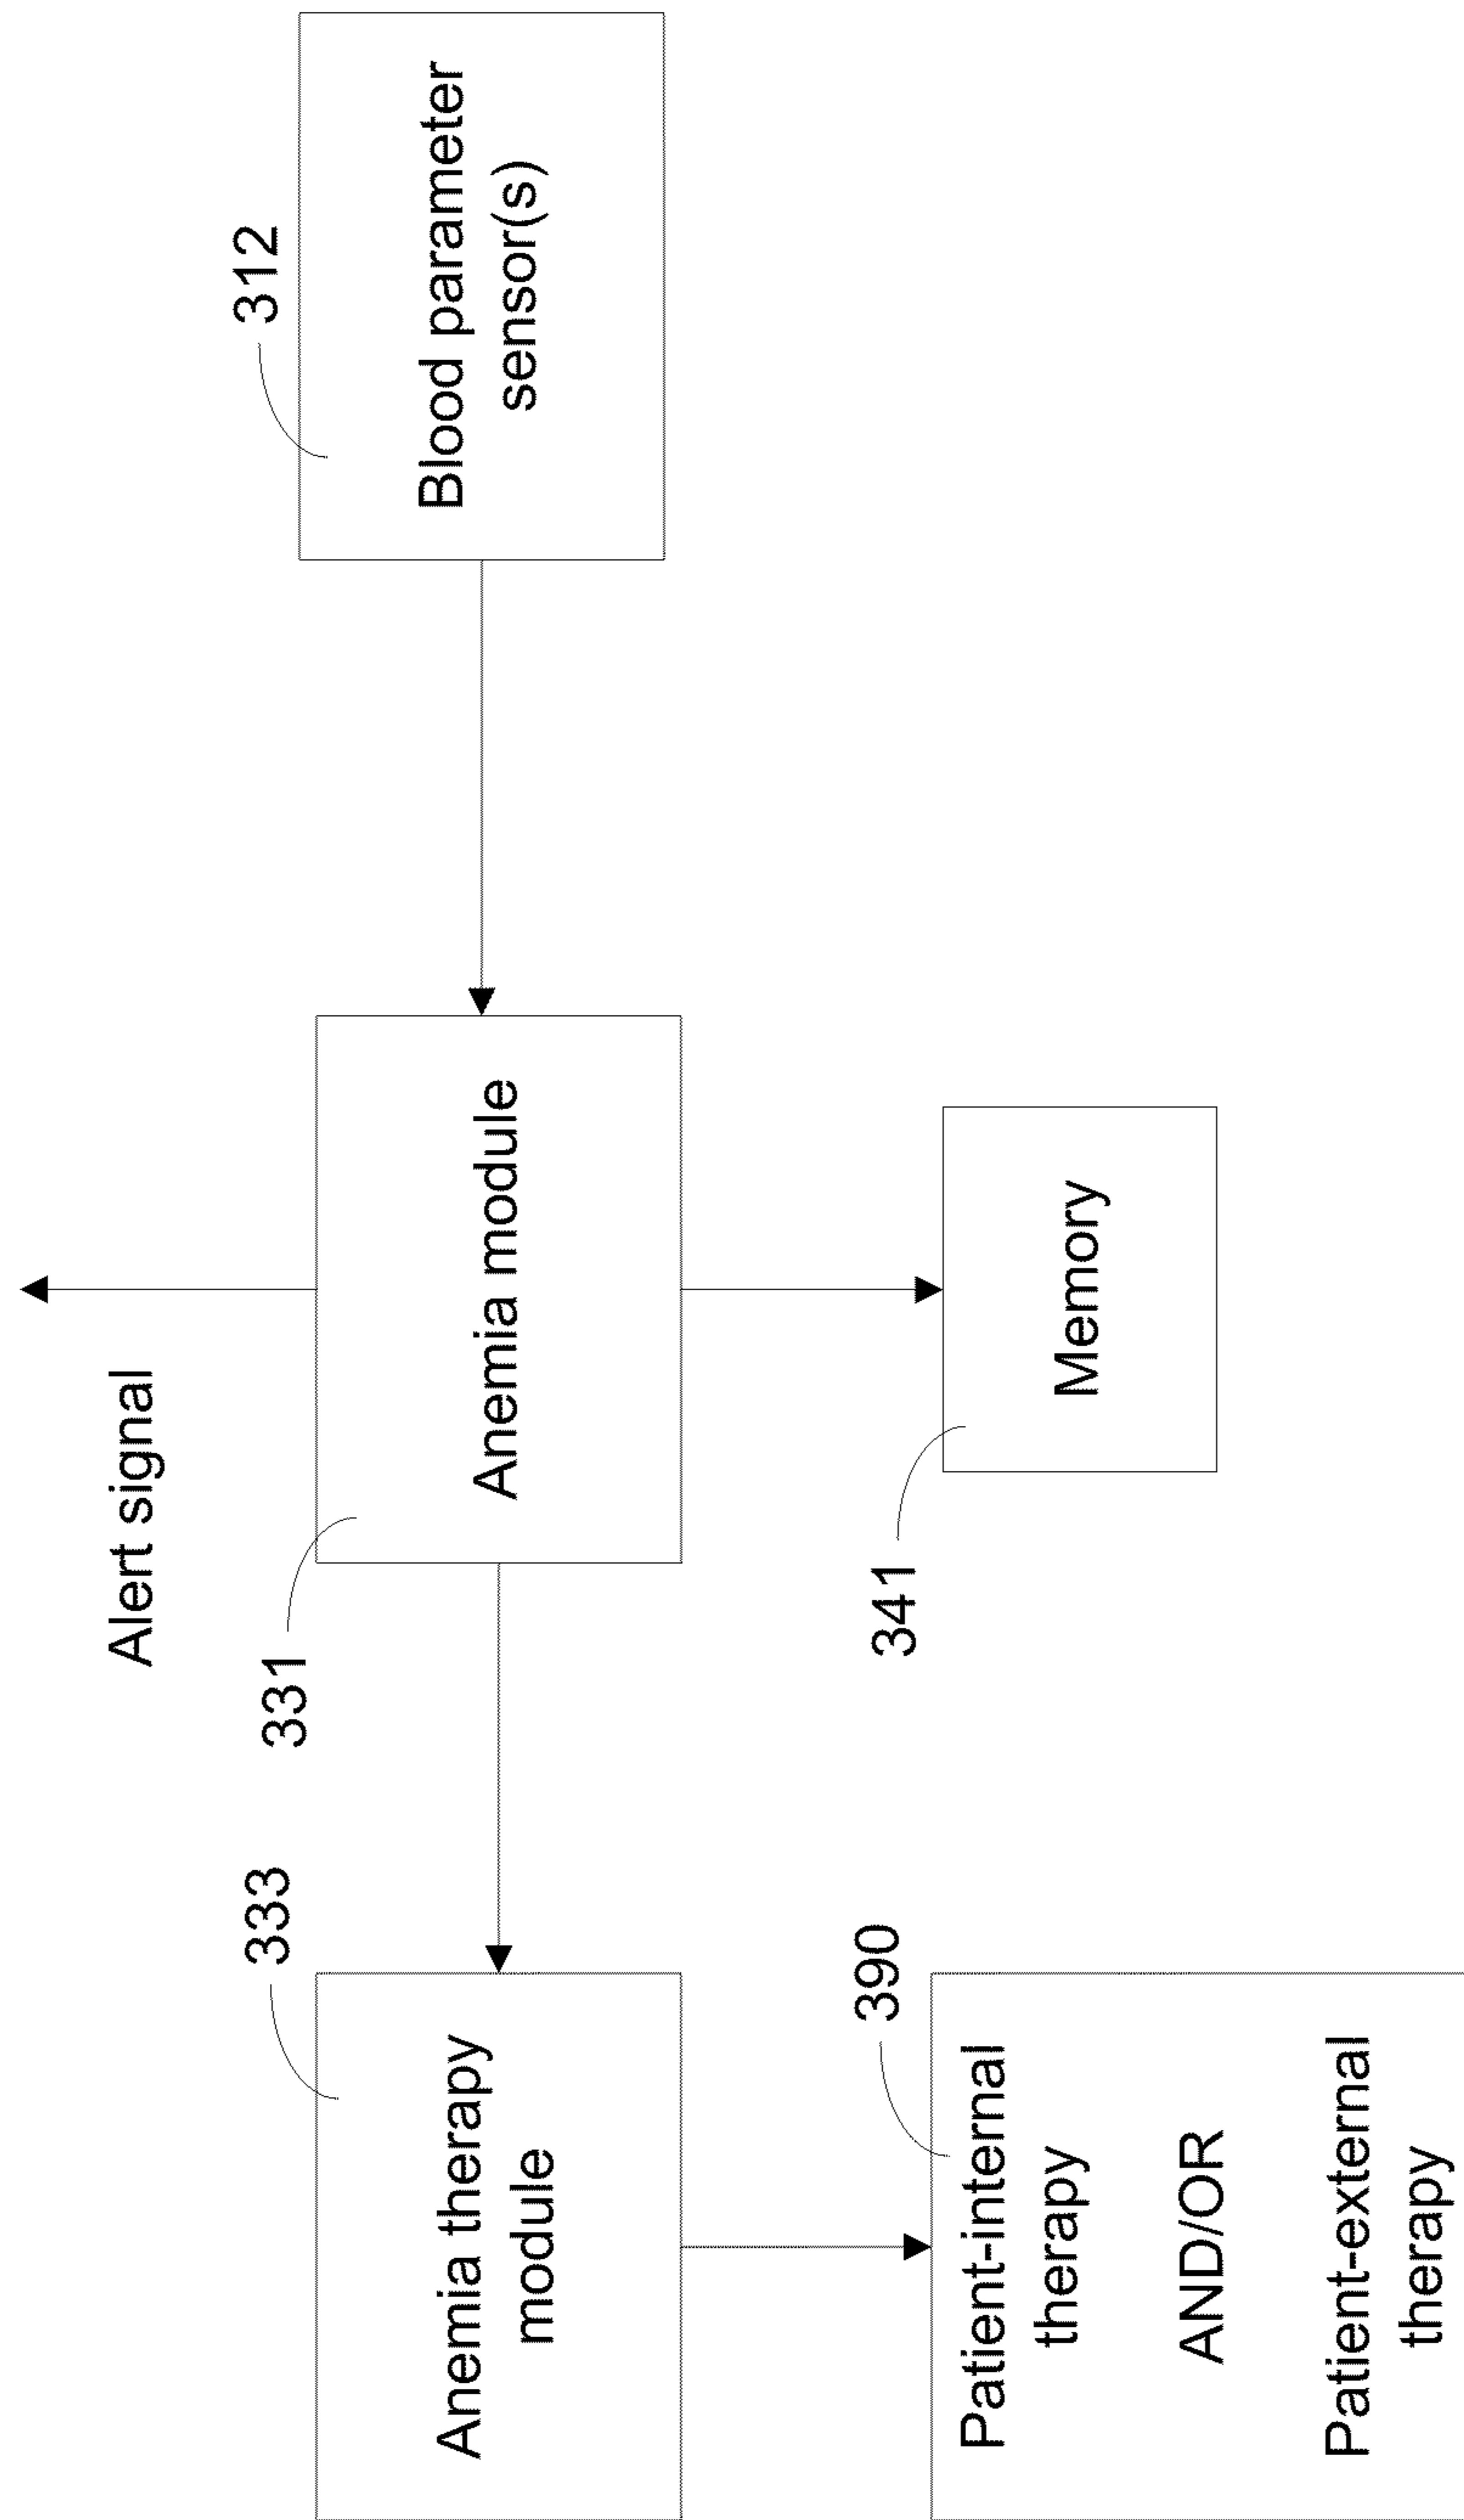 Alert signal
333
331
312
Anemia therapy
module
Anemia module
Blood parameter
sensor(s)
390
341
Patient-internal
therapy
AND/OR
Patient-external
therapy
Memory